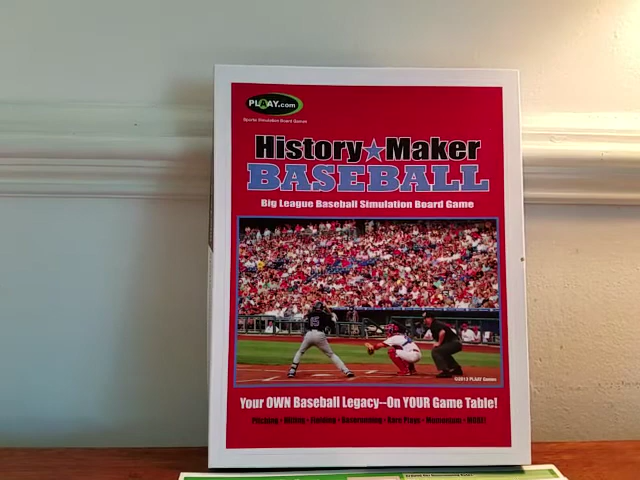 PLAAY.com
Sports Simulation Board Games
History Maker
BASEBALL
Big League Baseball Simulation Board Game
15
©2013 PLAAY Games
Your OWN Baseball Legacy--On YOUR Game Table!
Pitching • Hitting • Fielding • Baserunning • Rare Plays • Momentum • MORE!